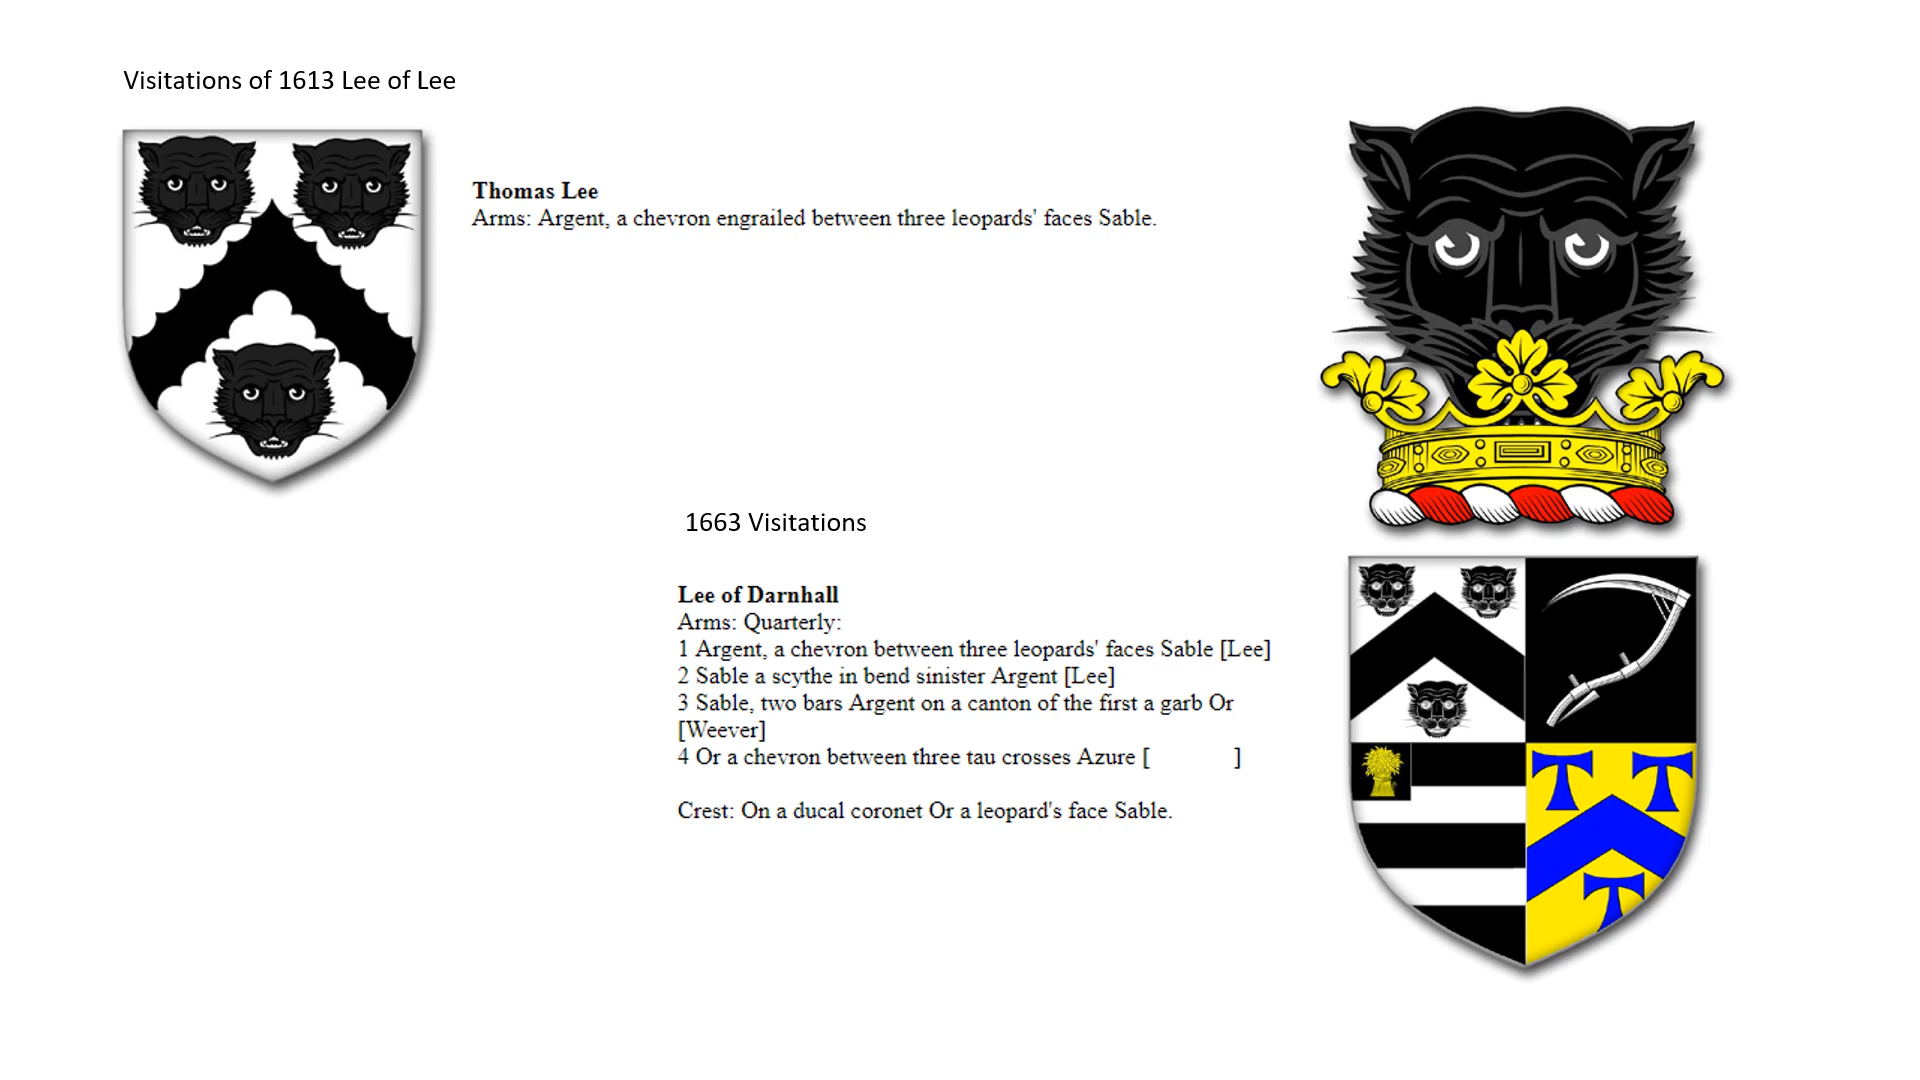 Visitations of 1613 Lee of Lee
Thomas Lee
Arms: Argent, a chevron engrailed between three leopards' faces Sable.
1663 Visitations
Lee of Darnhall
Arms: Quarterly:
1 Argent, a chevron between three leopards' faces Sable [Lee]
2 Sable a scythe in bend sinister Argent [Lee]
3 Sable, two bars Argent on a canton of the first a garb Or
[Weever]
4 Or a chevron between three tau crosses Azure [ ]
Crest: On a ducal coronet Or a leopard's face Sable.